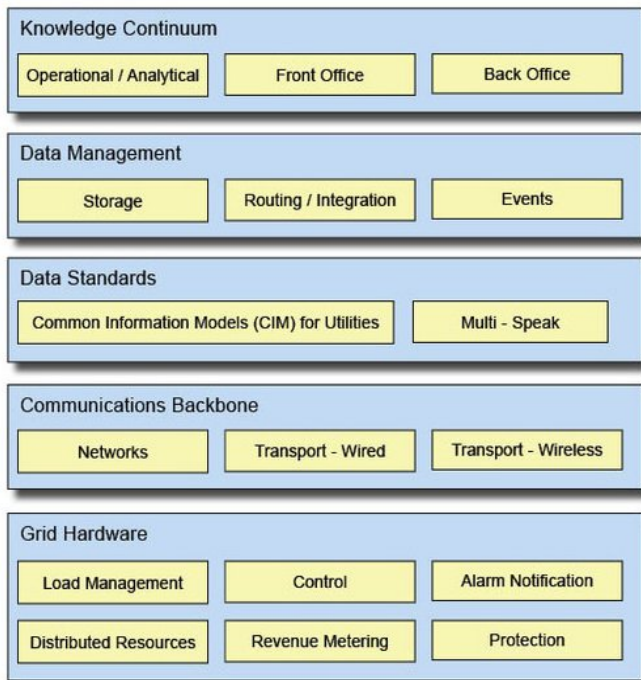 Knowledge Continuum
Operational / Analytical
Front Office
Back Office
Data Management
Storage
Routing / Integration
Events
Data Standards
Common Information Models (CIM) for Utilities
Multi - Speak
Communications Backbone
Networks
Transport - Wired
Transport - Wireless
Grid Hardware
Load Management
Control
Alarm Notification
Distributed Resources
Revenue Metering
Protection